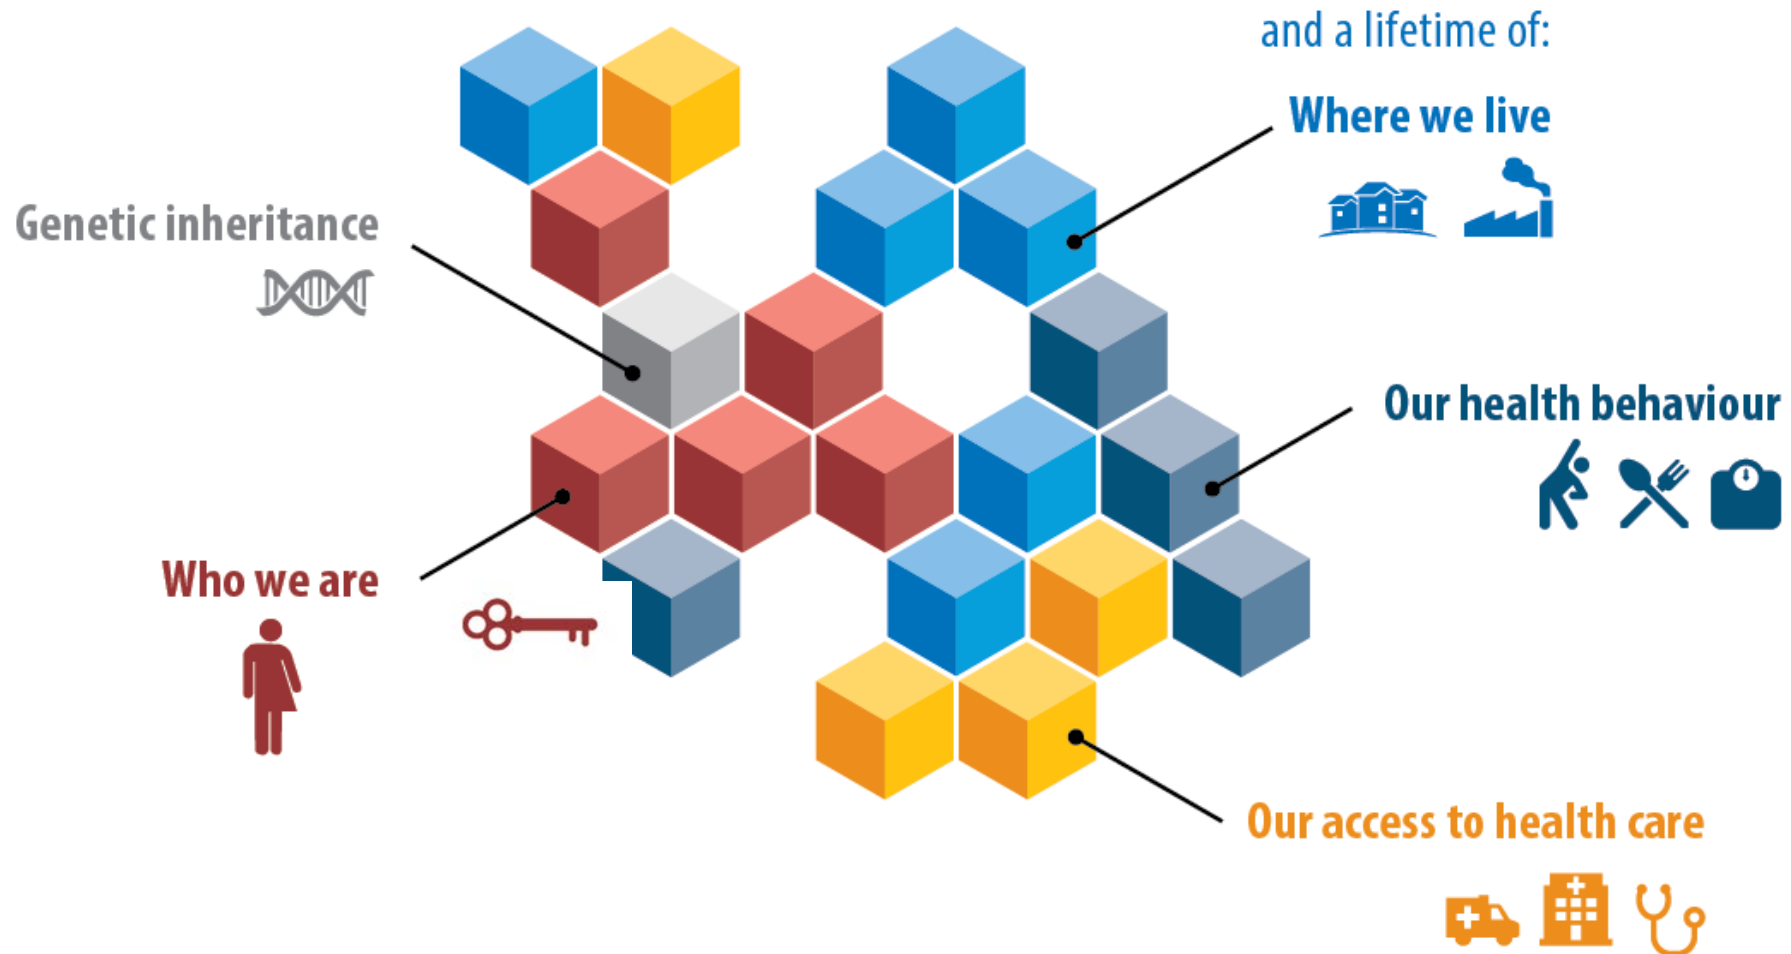 and a lifetime of:
Where we live
Genetic inheritance
Our health behaviour
Who we are
Our access to health care